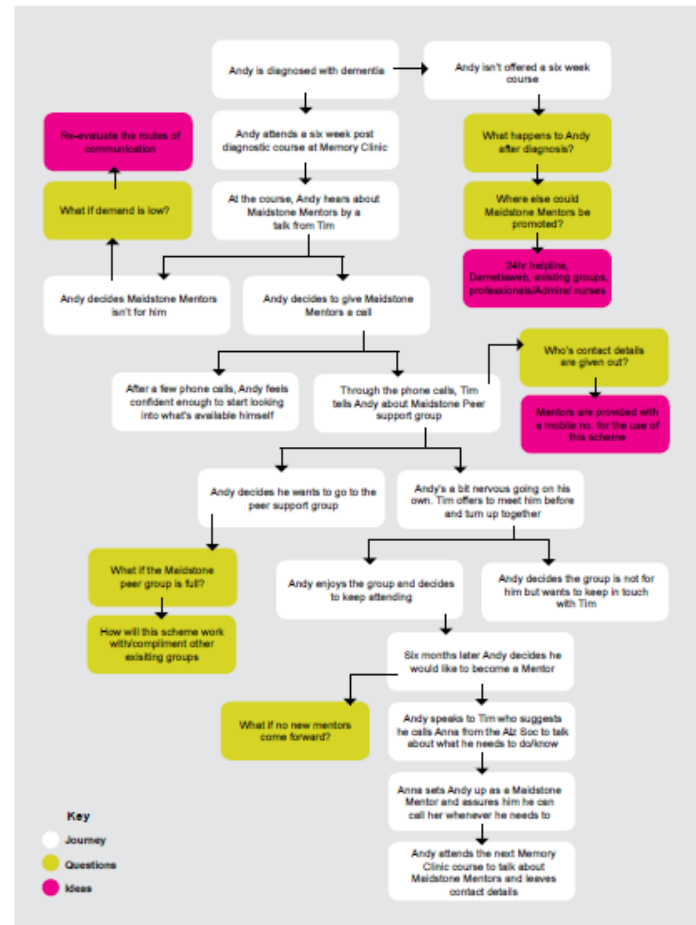 Andy is diagnosed with dementia
Andy isn't offered a six week
course
Re-evaluate the routes of
communication
Andy attends a six week post
diagnostic course at Memory Clinic
What happens to Andy
after diagnosis?
What if demand is low?
At the course, Andy hears about
Maidstone Mentors by a
talk from Tim
Where else could
Maidstone Mentors be
promoted?
24hr helpline,
Demetiaweb, existing groups,
professionals/Admiral nurses
Andy decides Maidstone Mentors
isn't for him
Andy decides to give Maidstone
Mentors a call
Who's contact details
are given out?
After a few phone calls, Andy feels
confident enough to start looking
into what's available himself
Through the phone calls, Tim
tells Andy about Maidstone Peer
support group
Mentors are provided with
a mobile no. for the use of
this scheme
Andy decides he wants to go to the
peer support group
Andy's a bit nervous going on his
own. Tim offers to meet him before
and turn up together
What if the Maidstone
peer group is full?
Andy enjoys the group and decides
to keep attending
Andy decides the group is not for
him but wants to keep in touch
with Tim
How will this scheme work
with/compliment other
exisiting groups
Six months later Andy decides he
would like to become a Mentor
What if no new mentors
come forward?
Andy speaks to Tim who suggests
he calls Anna from the Alz Soc to talk
about what he needs to do/know
Anna sets Andy up as a Maidstone
Mentor and assures him he can
call her whenever he needs to
Andy attends the next Memory
Clinic course to talk about
Maidstone Mentors and leaves
contact details
Key
Journey
Questions
Ideas